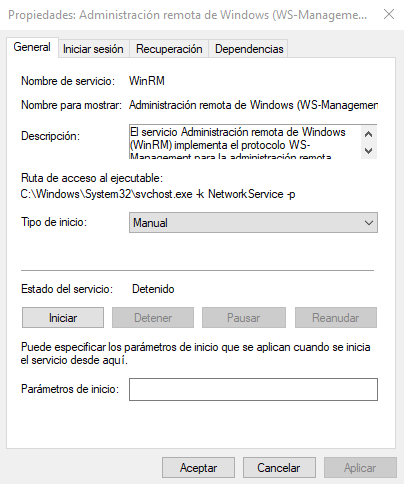 Propiedades: Administración remota de Windows (WS-Manageme...
General
Iniciar sesión
Recuperación
Dependencias
Nombre de servicio: WinRM
Nombre para mostrar: Administración remota de Windows (WS-Management
Descripción: El servicio Administración remota de Windows
(WinRM) implementa el protocolo WS-
Management para la administración remota
Ruta de acceso al ejecutable:
C:\Windows\System32\svchost.exe -k NetworkService -p
Tipo de inicio: Manual
Estado del servicio: Detenido
Iniciar
Detener
Pausar
Reanudar
Puede especificar los parámetros de inicio que se aplican cuando se inicia
el servicio desde aquí.
Parámetros de inicio:
Aceptar
Cancelar
Aplicar